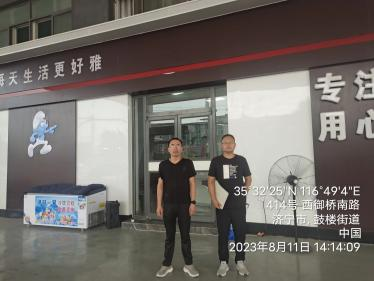 每天生活更好雅
专注
用心
35°32'25"N 116°49'4"E
414号 西御桥南路
济宁市, 鼓楼街道
中国
2023年8月11日 14:14:09